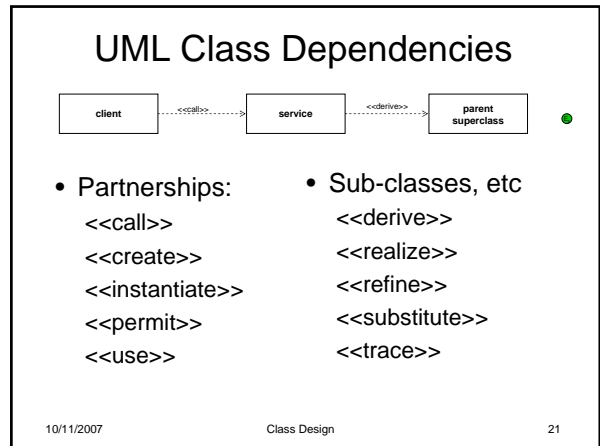 UML Class Dependencies
client
<<call>>
service
<<derive>>
parent
superclass
• Partnerships:
<<call>>
<<create>>
<<instantiate>>
<<permit>>
<<use>>
• Sub-classes, etc
<<derive>>
<<realize>>
<<refine>>
<<substitute>>
<<trace>>
10/11/2007
Class Design
21